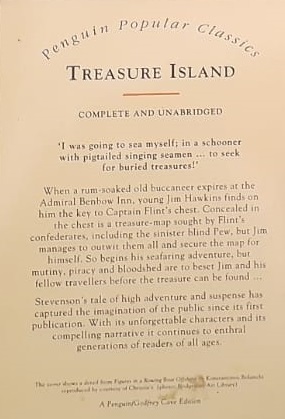 Penguin Popular Classics
TREASURE ISLAND
COMPLETE AND UNABRIDGED
'I was going to sea myself; in a schooner
with pigtailed singing seamen ... to seek
for buried treasures!'
When a rum-soaked old buccaneer expires at the
Admiral Benbow Inn, young Jim Hawkins finds on
him the key to Captain Flint's chest. Concealed in
the chest is a treasure-map sought by Flint's
confederates, including the sinister blind Pew, but Jim
manages to outwit them all and secure the map for
himself. So begins his seafaring adventure, but
mutiny, piracy and bloodshed are to beset Jim and his
fellow travellers before the treasure can be found ...
Stevenson's tale of high adventure and suspense has
captured the imagination of the public since its first
publication. With its unforgettable characters and its
compelling narrative it continues to enthral
generations of readers of all ages.
The cover shows a detail from Figures in a Rowing Boat Offshore by Konstantinos Bolanachi
reproduced by courtesy of Christie's
Art Library)
A Penguin/Godfrey Cave Edition